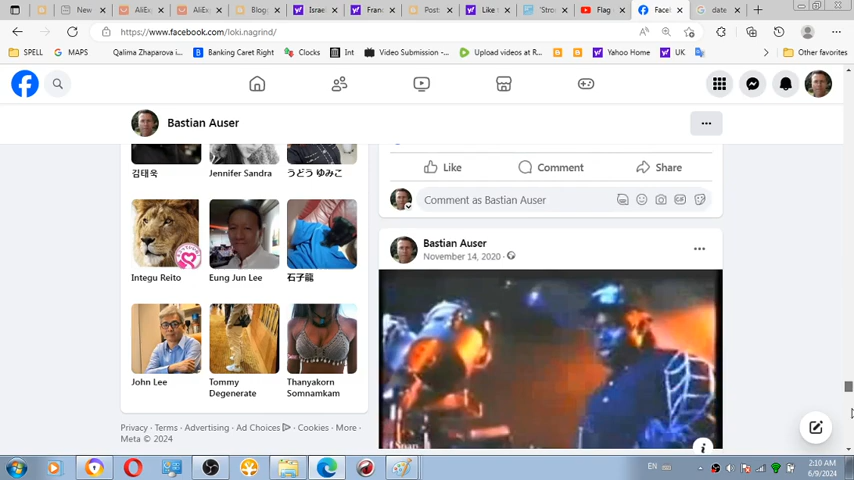 New
AliEx
AliEx
Blog
Israe
Fran
Post
Like
'Stro
Flag
Facel
date
https://www.facebook.com/loki.nagrind/
SPELL
MAPS
Qalima Zhaparova i...
Banking Caret Right
Clocks
Int
Video Submission -...
Upload videos at R...
Yahoo Home
UK
Other favorites
Bastian Auser
김태욱
Jennifer Sandra
うどう ゆみこ
Like
Comment
Share
Comment as Bastian Auser
Integu Reito
Eung Jun Lee
石子龍
Bastian Auser
November 14, 2020 ·
John Lee
Tommy
Degenerate
Thanyakorn
Somnamkam
Privacy · Terms · Advertising · Ad Choices · Cookies · More ·
Meta © 2024
EN
2:10 AM
6/9/2024